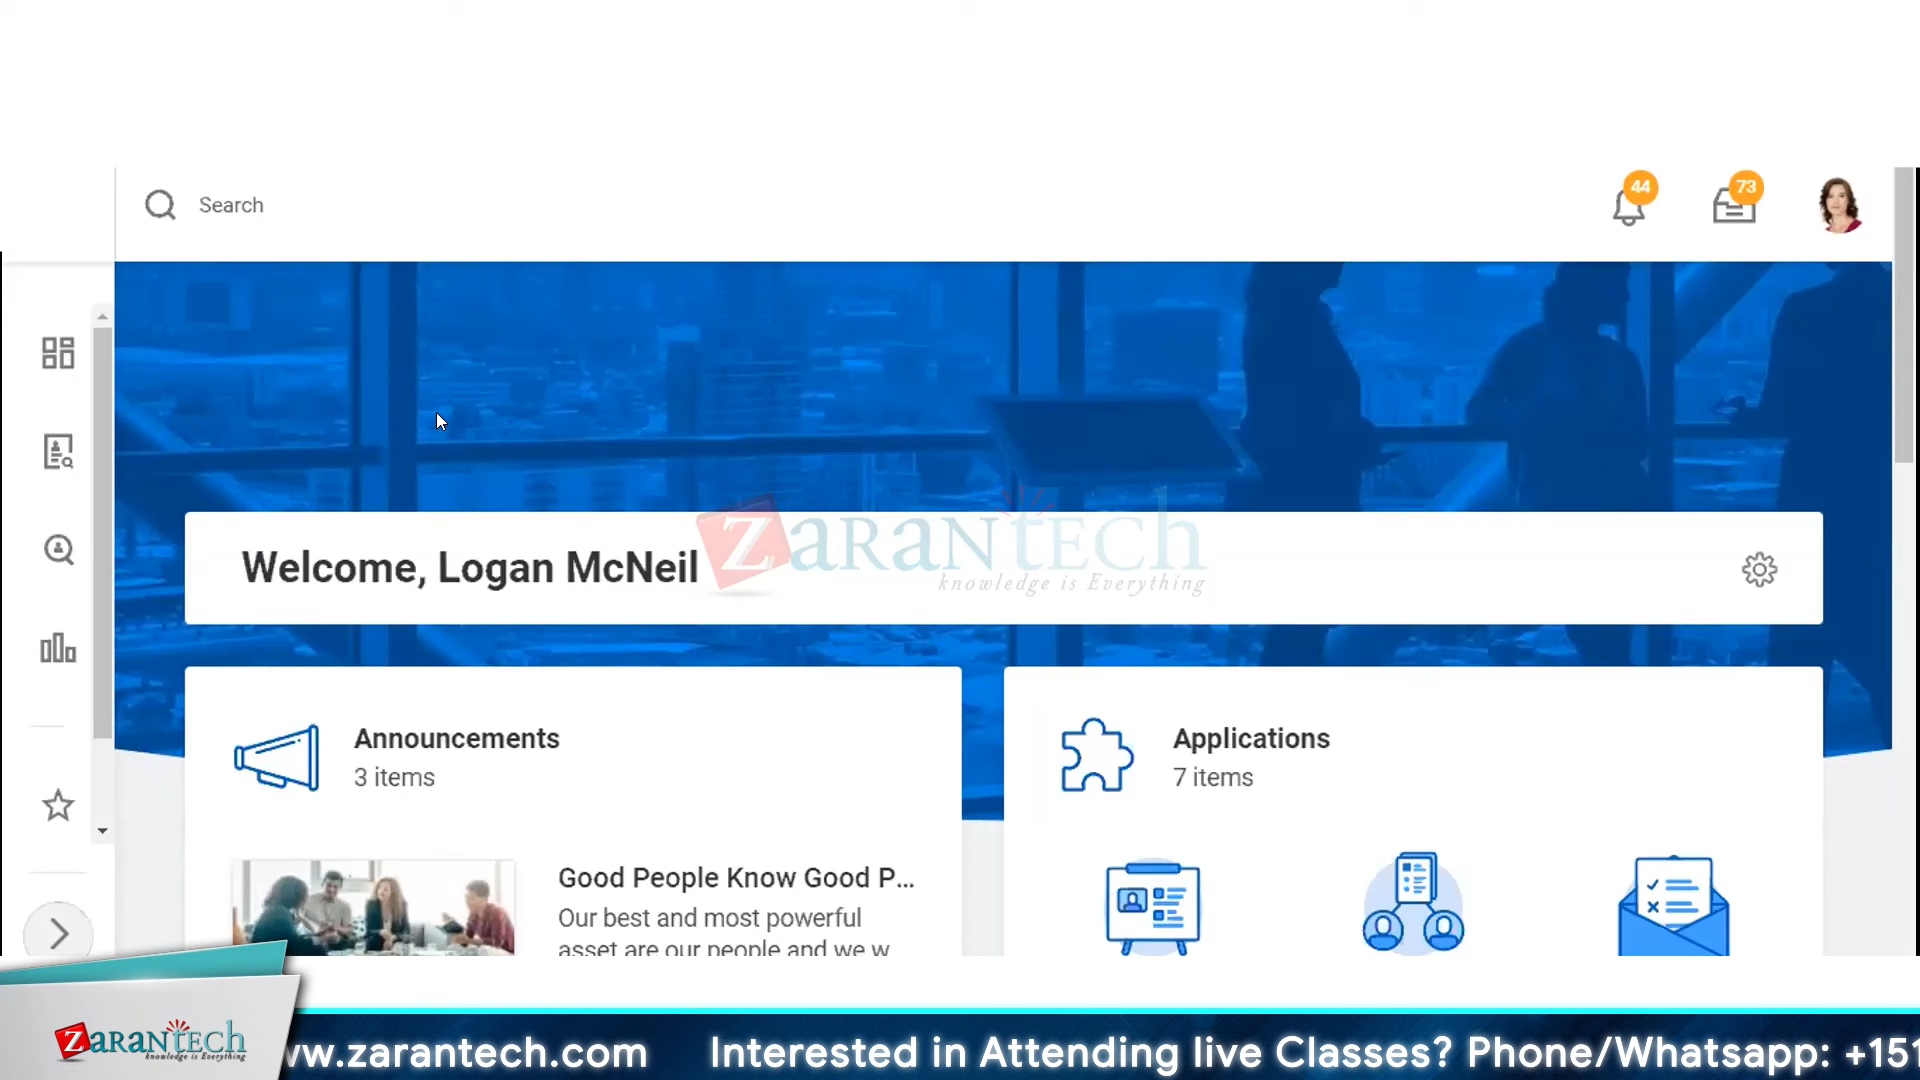 44
73
Search
ZARANTECH
knowledge is Everything
Welcome, Logan McNeil
Announcements
3 items
Applications
7 items
Good People Know Good P...
Our best and most powerful
asset are our people and we w
ZARANTECH
knowledge is Everything
ww.zarantech.com Interested in Attending live Classes? Phone/Whatsapp: +151